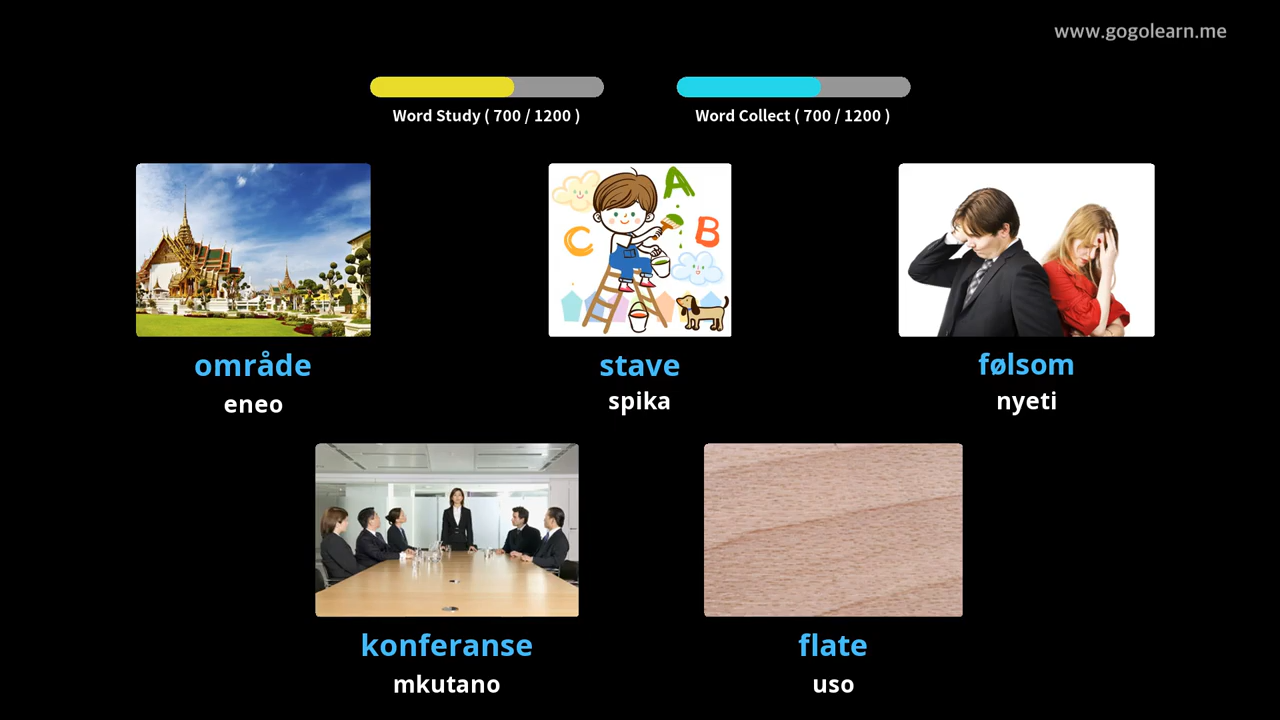 www.gogolearn.me
Word Study ( 700 / 1200 )
Word Collect ( 700 / 1200 )
A
B
C
område
eneo
stave
spika
følsom
nyeti
konferanse
mkutano
flate
uso